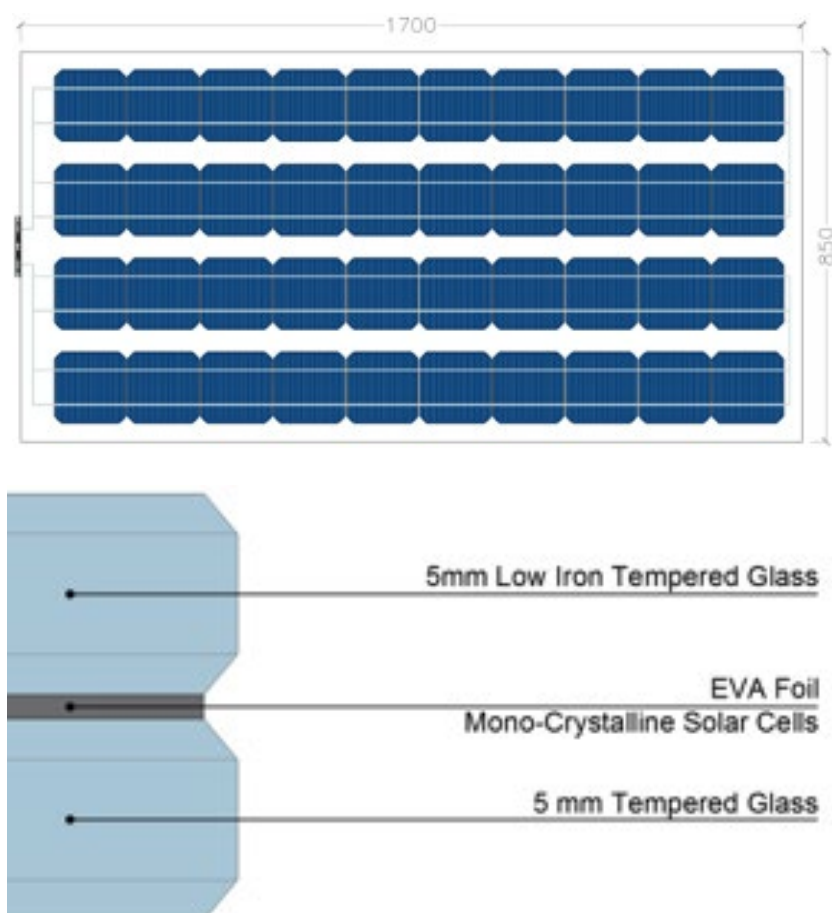 1700
850
5mm Low Iron Tempered Glass
EVA Foil
Mono-Crystalline Solar Cells
5 mm Tempered Glass